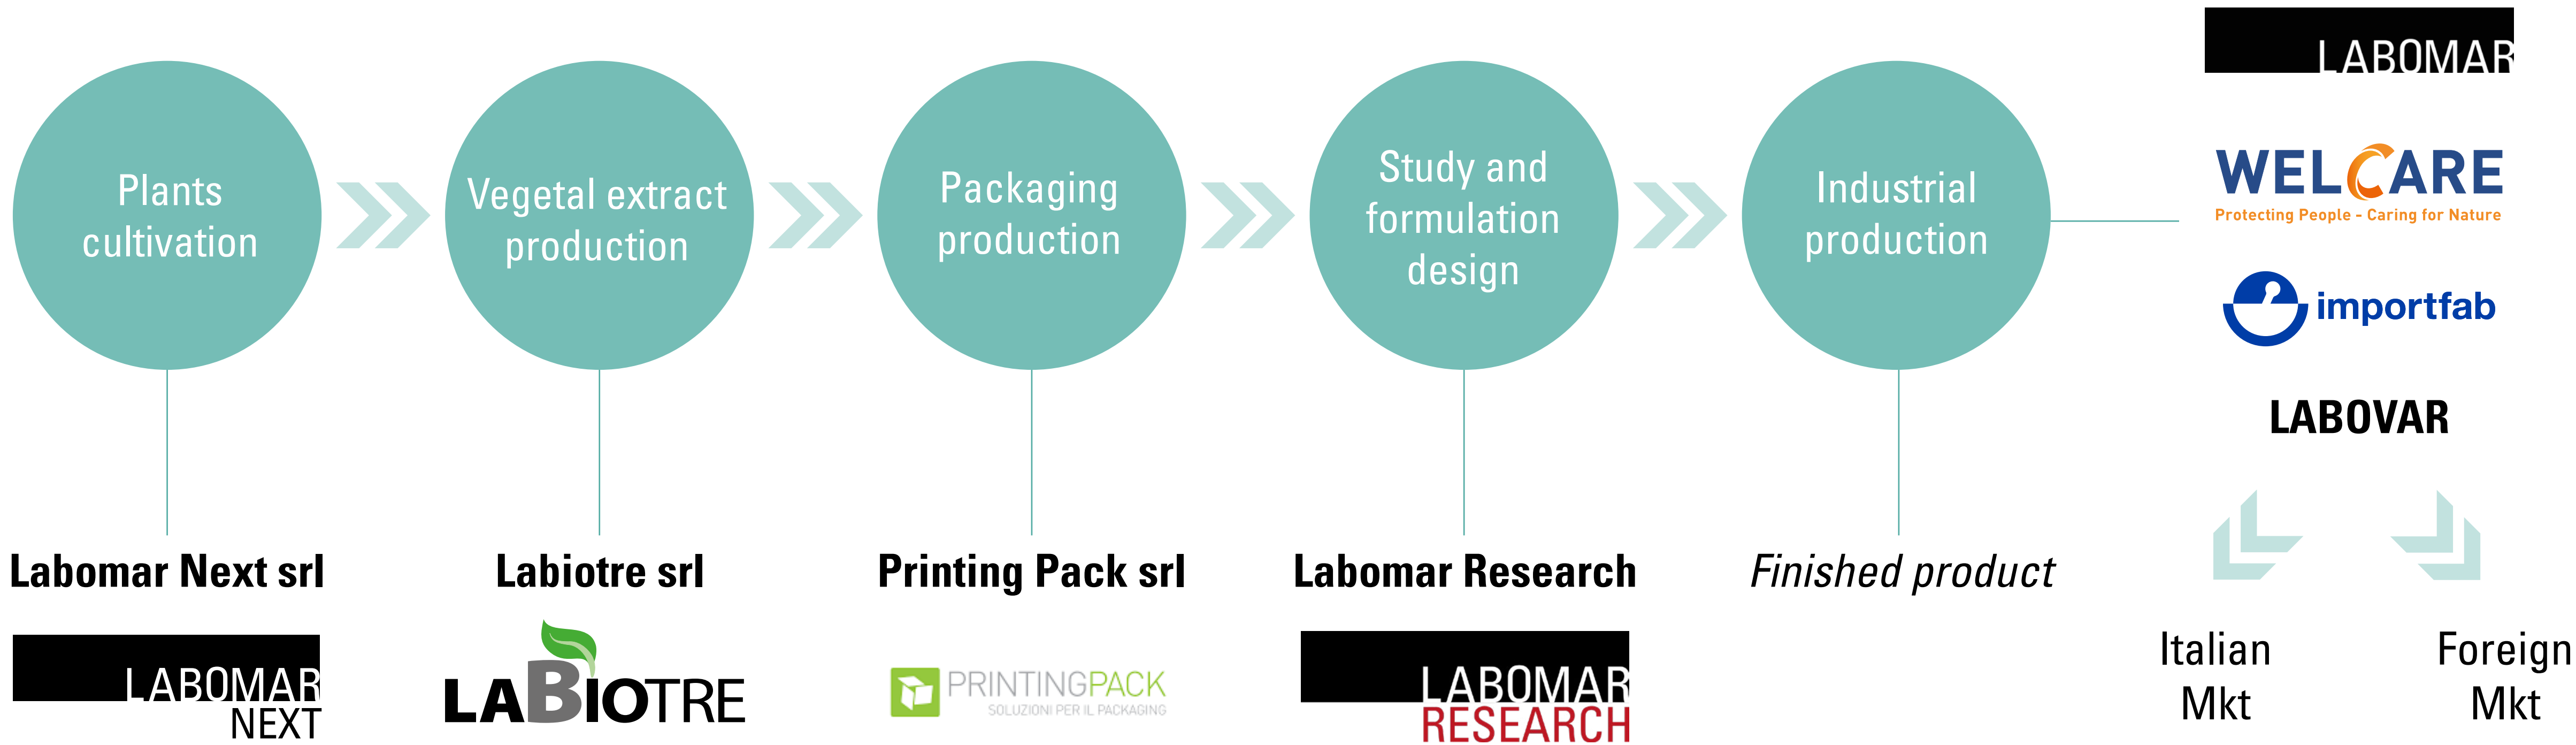 Plants
cultivation
Vegetal extract
production
Packaging
production
Study and
formulation
design
Industrial
production
Labomar Next srl
LABOMAR
NEXT
Labiotre srl
LABIOTRE
Printing Pack srl
PRINTINGPACK
SOLUZIONI PER IL PACKAGING
Labomar Research
LABOMAR
RESEARCH
Finished product
LABOMAR
WELCARE
Protecting People - Caring for Nature
importfab
LABOVAR
Italian
Mkt
Foreign
Mkt